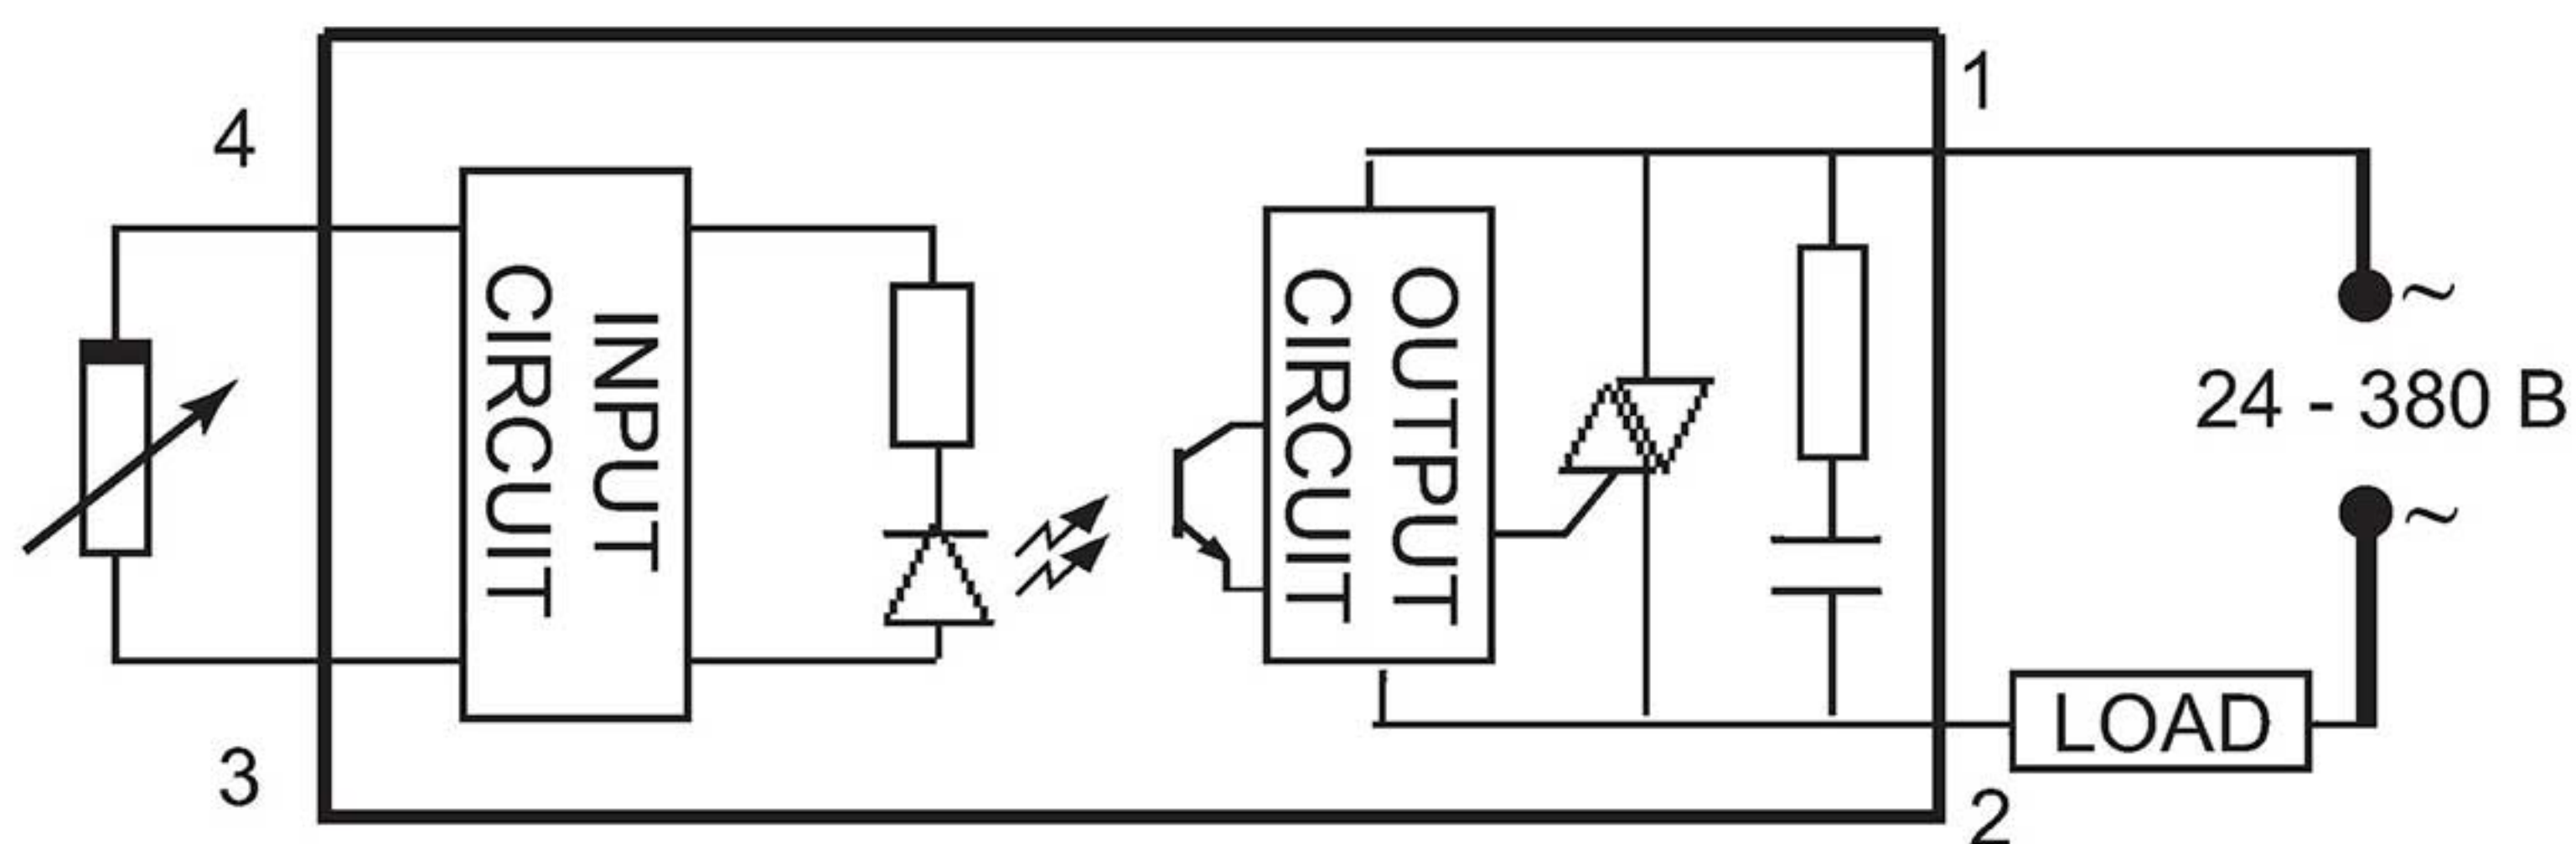 1
4
INPUT
CIRCUIT
OUTPUT
CIRCUIT
~
24 - 380 В
~
LOAD
3
2